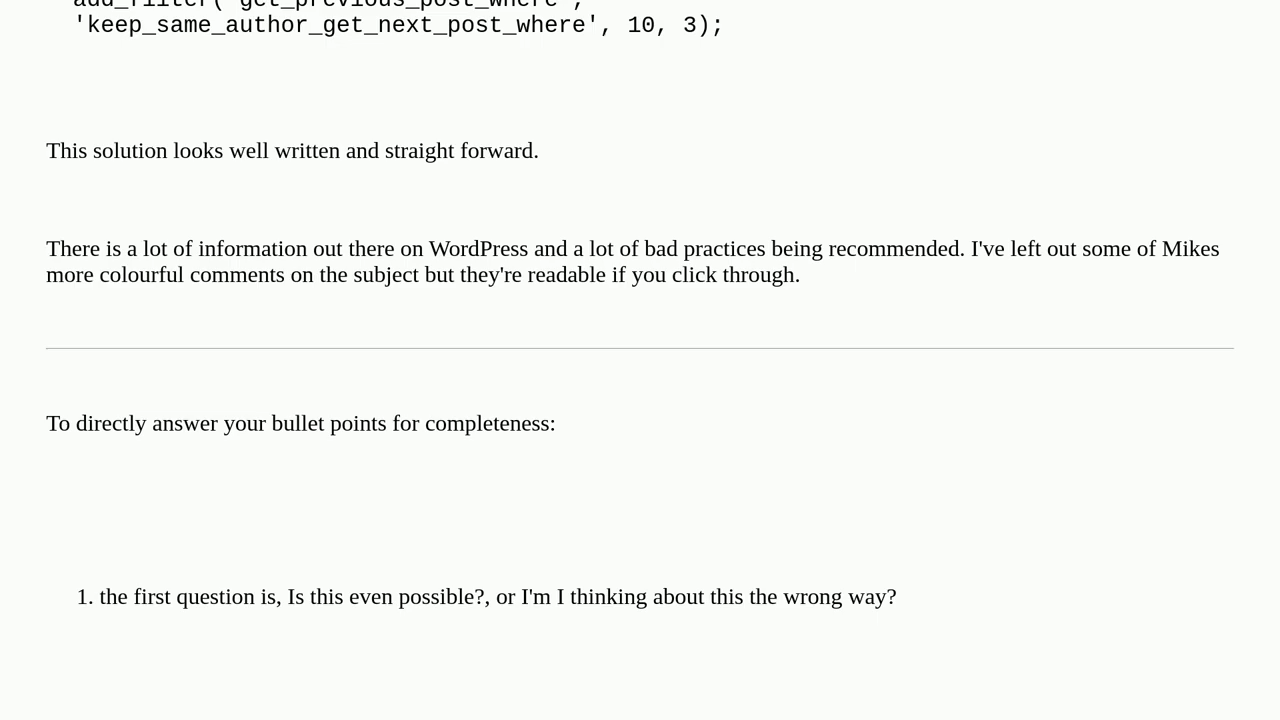 add_filter('get_previous_post_where',
'keep_same_author_get_next_post_where', 10, 3);
This solution looks well written and straight forward.
There is a lot of information out there on WordPress and a lot of bad practices being recommended. I've left out some of Mikes
more colourful comments on the subject but they're readable if you click through.
To directly answer your bullet points for completeness:
1. the first question is, Is this even possible?, or I'm I thinking about this the wrong way?